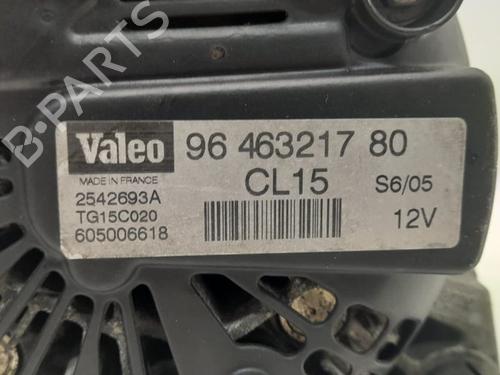 Valeo 96 463217 80
MADE IN FRANCE CL15 S6/05
2542693A
TG15C020 12V
605006618
B-PARTS